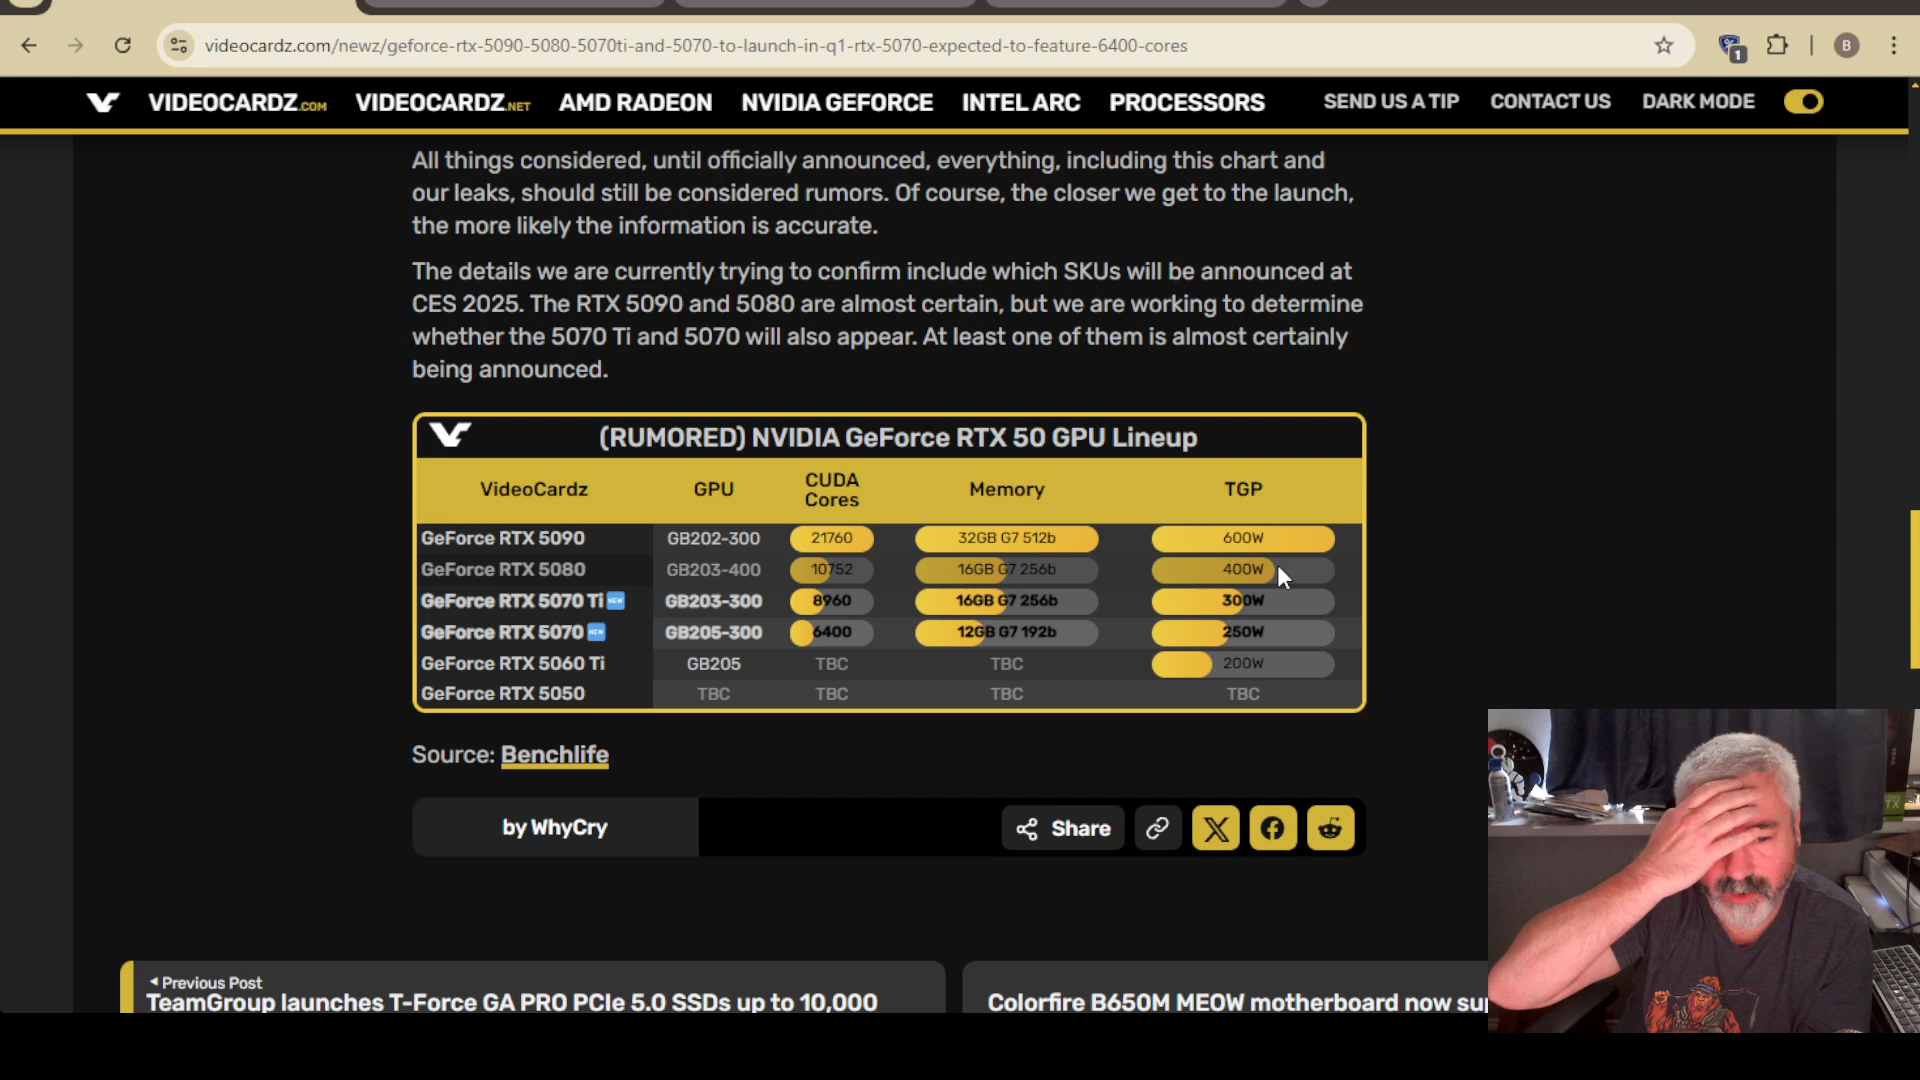 videocardz.com/newz/geforce-rtx-5090-5080-5070ti-and-5070-to-launch-in-q1-rtx-5070-expected-to-feature-6400-cores
1
B
VIDEOCARDZ.COM VIDEOCARDZ.NET AMD RADEON NVIDIA GEFORCE INTEL ARC PROCESSORS SEND US A TIP CONTACT US DARK MODE
All things considered, until officially announced, everything, including this chart and
our leaks, should still be considered rumors. Of course, the closer we get to the launch,
the more likely the information is accurate.
The details we are currently trying to confirm include which SKUs will be announced at
CES 2025. The RTX 5090 and 5080 are almost certain, but we are working to determine
whether the 5070 Ti and 5070 will also appear. At least one of them is almost certainly
being announced.
(RUMORED) NVIDIA GeForce RTX 50 GPU Lineup
VideoCardz GPU CUDA Cores Memory TGP
GeForce RTX 5090 GB202-300 21760 32GB G7 512b 600W
GeForce RTX 5080 GB203-400 10752 16GB G7 256b 400W
GeForce RTX 5070 Ti NEW GB203-300 8960 16GB G7 256b 300W
GeForce RTX 5070 NEW GB205-300 6400 12GB G7 192b 250W
GeForce RTX 5060 Ti GB205 TBC TBC 200W
GeForce RTX 5050 TBC TBC TBC TBC
Source: Benchlife
by WhyCry
Share
Previous Post
TeamGroup launches T-Force GA PRO PCIe 5.0 SSDs up to 10,000
Colorfire B650M MEOW motherboard now